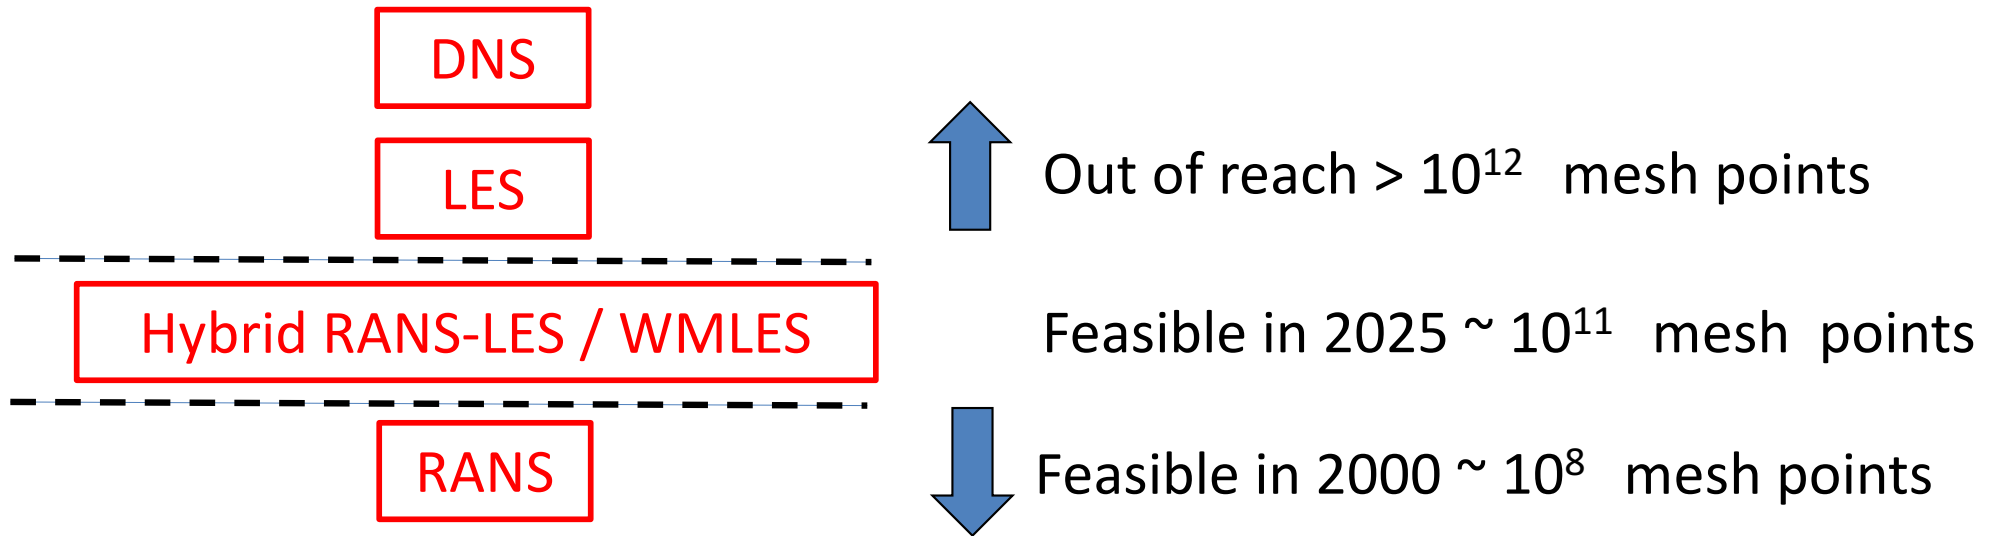 DNS
LES
Out of reach > 10¹² mesh points
Hybrid RANS-LES / WMLES
Feasible in 2025 ~ 10¹¹ mesh points
RANS
Feasible in 2000 ~ 10⁸ mesh points